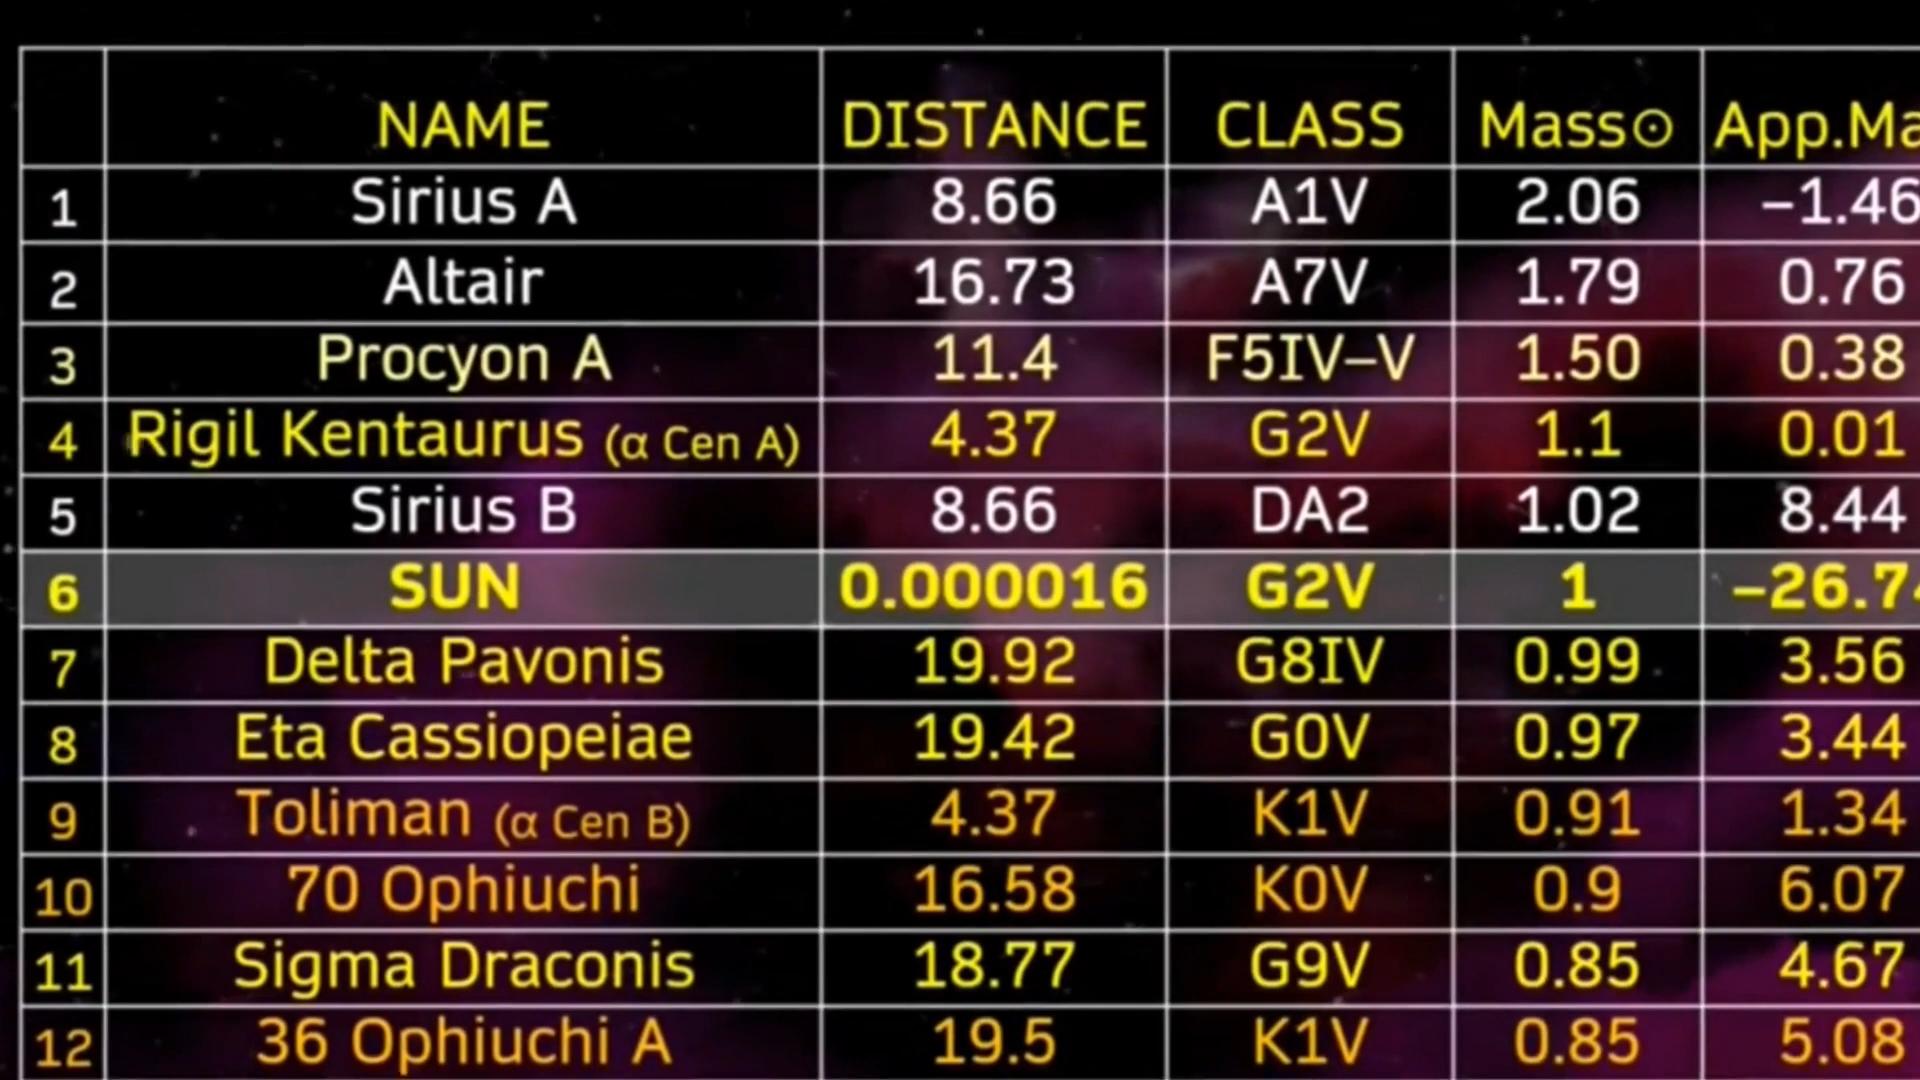 NAME DISTANCE CLASS Mass⊙ App.Ma
1 Sirius A 8.66 A1V 2.06 –1.46
2 Altair 16.73 A7V 1.79 0.76
3 Procyon A 11.4 F5IV–V 1.50 0.38
4 Rigil Kentaurus (α Cen A) 4.37 G2V 1.1 0.01
5 Sirius B 8.66 DA2 1.02 8.44
6 SUN 0.000016 G2V 1 –26.74
7 Delta Pavonis 19.92 G8IV 0.99 3.56
8 Eta Cassiopeiae 19.42 G0V 0.97 3.44
9 Toliman (α Cen B) 4.37 K1V 0.91 1.34
10 70 Ophiuchi 16.58 K0V 0.9 6.07
11 Sigma Draconis 18.77 G9V 0.85 4.67
12 36 Ophiuchi A 19.5 K1V 0.85 5.08